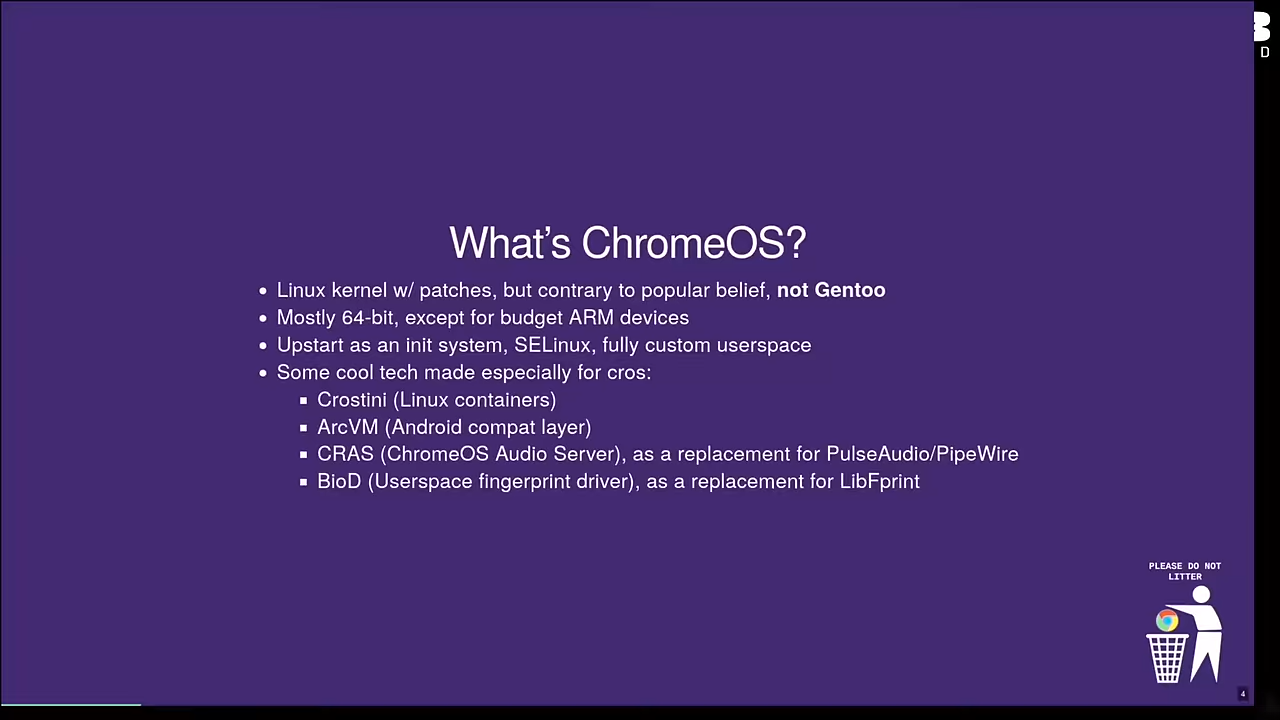 What's ChromeOS?
Linux kernel w/ patches, but contrary to popular belief, not Gentoo
Mostly 64-bit, except for budget ARM devices
Upstart as an init system, SELinux, fully custom userspace
Some cool tech made especially for cros:
Crostini (Linux containers)
ArcVM (Android compat layer)
CRAS (ChromeOS Audio Server), as a replacement for PulseAudio/PipeWire
BioD (Userspace fingerprint driver), as a replacement for LibFprint
PLEASE DO NOT
LITTER
4
D